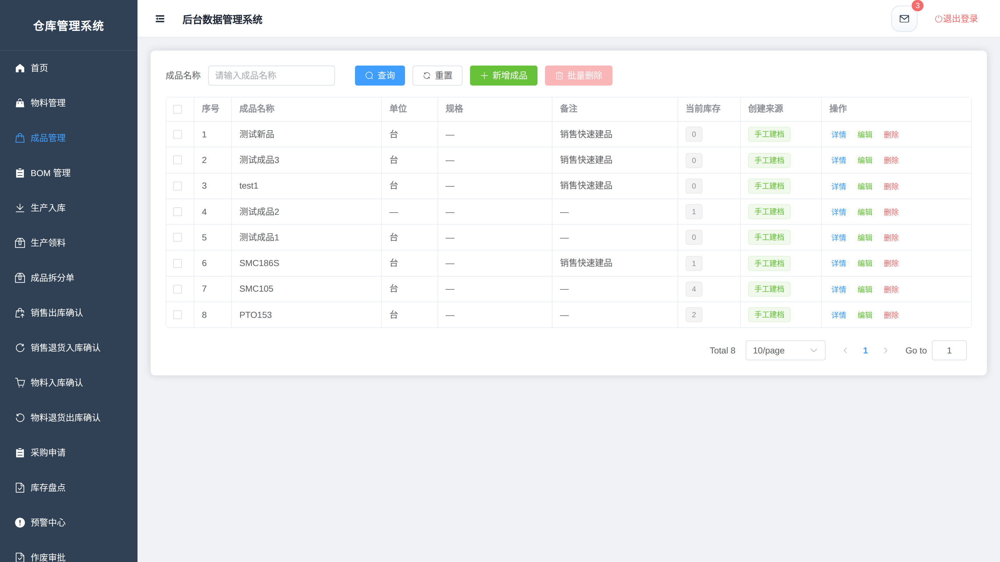 仓库管理系统
首页
物料管理
成品管理
BOM 管理
生产入库
生产领料
成品拆分单
销售出库确认
销售退货入库确认
物料入库确认
物料退货出库确认
采购申请
库存盘点
预警中心
作废审批
后台数据管理系统
3
退出登录
成品名称 请输入成品名称 查询 重置 新增成品 批量删除
序号 成品名称 单位 规格 备注 当前库存 创建来源 操作
1 测试新品 台 — 销售快速建品 0 手工建档 详情 编辑 删除
2 测试成品3 台 — 销售快速建品 0 手工建档 详情 编辑 删除
3 test1 台 — 销售快速建品 0 手工建档 详情 编辑 删除
4 测试成品2 — — — 1 手工建档 详情 编辑 删除
5 测试成品1 台 — — 0 手工建档 详情 编辑 删除
6 SMC186S 台 — 销售快速建品 1 手工建档 详情 编辑 删除
7 SMC105 台 — — 4 手工建档 详情 编辑 删除
8 PTO153 台 — — 2 手工建档 详情 编辑 删除
Total 8 10/page 1 Go to 1